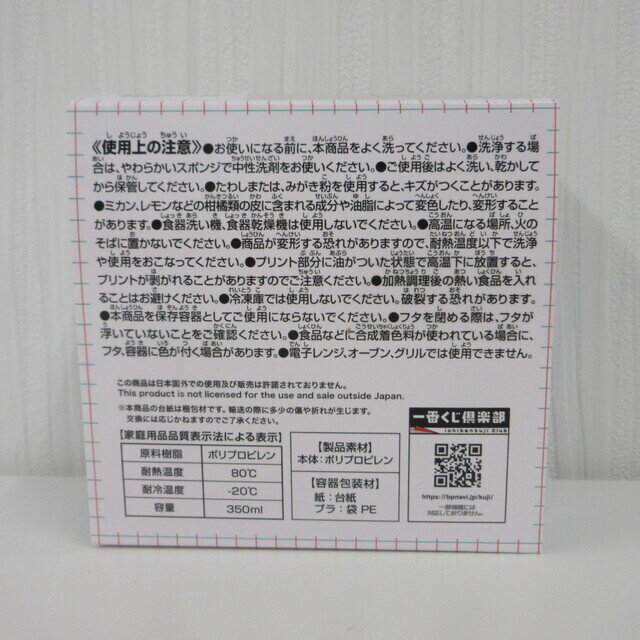 《使用上の注意》●お使いになる前に、本商品をよく洗ってください。●洗浄する場
合は、やわらかいスポンジで中性洗剤をお使いください。●ご使用後はよく洗い、乾かして
から保管してください。●たわしまたは、みがき粉を使用すると、キズがつくことがあります。
●ミカン、レモンなどの柑橘類の皮に含まれる成分や油脂によって変色したり、変形すること
があります。●食器洗い機、食器乾燥機は使用しないでください。●高温になる場所、火の
そばに置かないでください。●商品が変形する恐れがありますので、耐熱温度以下で洗浄
や使用をおこなってください。●プリント部分に油がついた状態で高温下に放置すると、
プリントが剥がれることがありますのでご注意ください。●加熱調理後の熱い食品を入れ
ることはお避けください。●冷凍庫では使用しないでください。破裂する恐れがあります。
●本商品を保存容器としてご使用にならないでください。●フタを閉める際は、フタが
浮いていないことをご確認ください。●食品などに合成着色料が使われている場合に、
フタ、容器に色が付く場合があります。●電子レンジ、オーブン、グリルでは使用できません。
この商品は日本国外での使用及び販売は許諾されておりません。
This product is not licensed for the use and sale outside Japan.
※本商品の台紙は梱包材です。輸送の際に多少の傷や折れが生じます。
交換には応じかねますのでご了承ください。
【家庭用品品質表示法による表示】
原料樹脂 ポリプロピレン
耐熱温度 80℃
耐冷温度 -20℃
容量 350ml
【製品素材】
本体:ポリプロピレン
【容器包装材】
紙:台紙
プラ:袋 PE
一番くじ倶楽部
ichibankuji Club
https://bpnavi.jp/kuji/
一部機種には
対応しておりません。